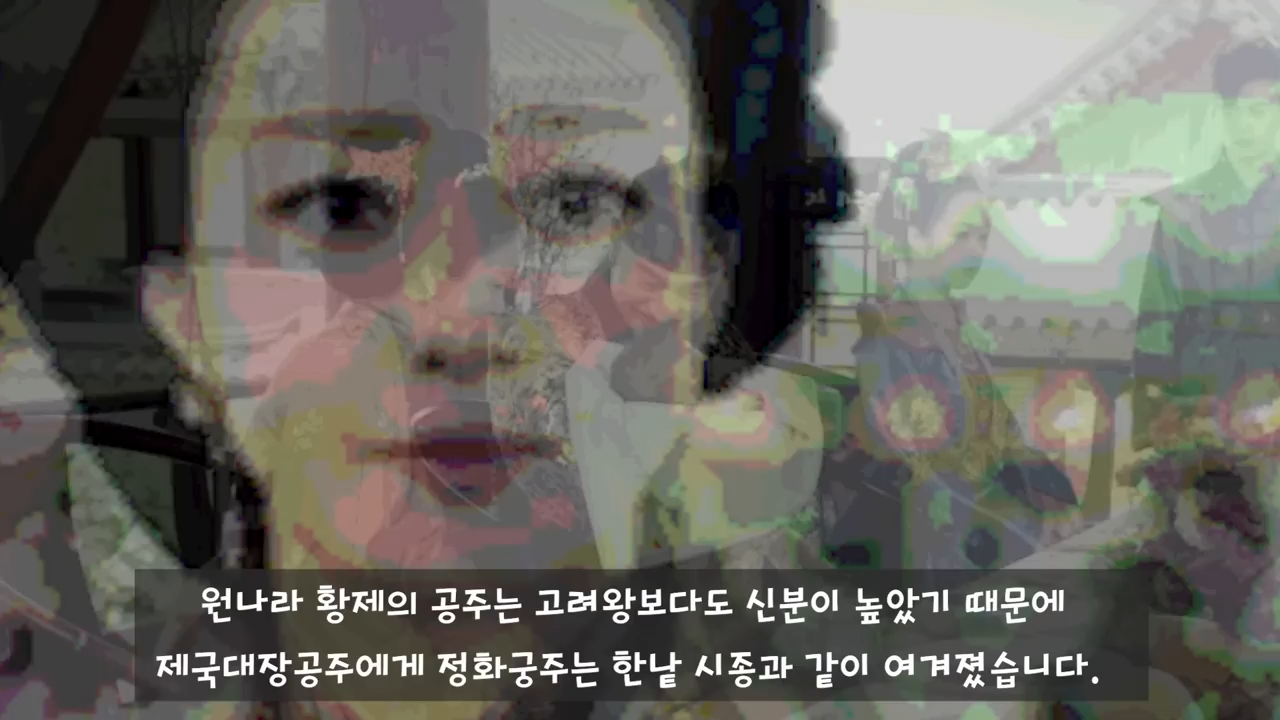 원나라 황제의 공주는 고려왕보다도 신분이 높았기 때문에
제국대장공주에게 정화궁주는 한낱 시종과 같이 여겨졌습니다.